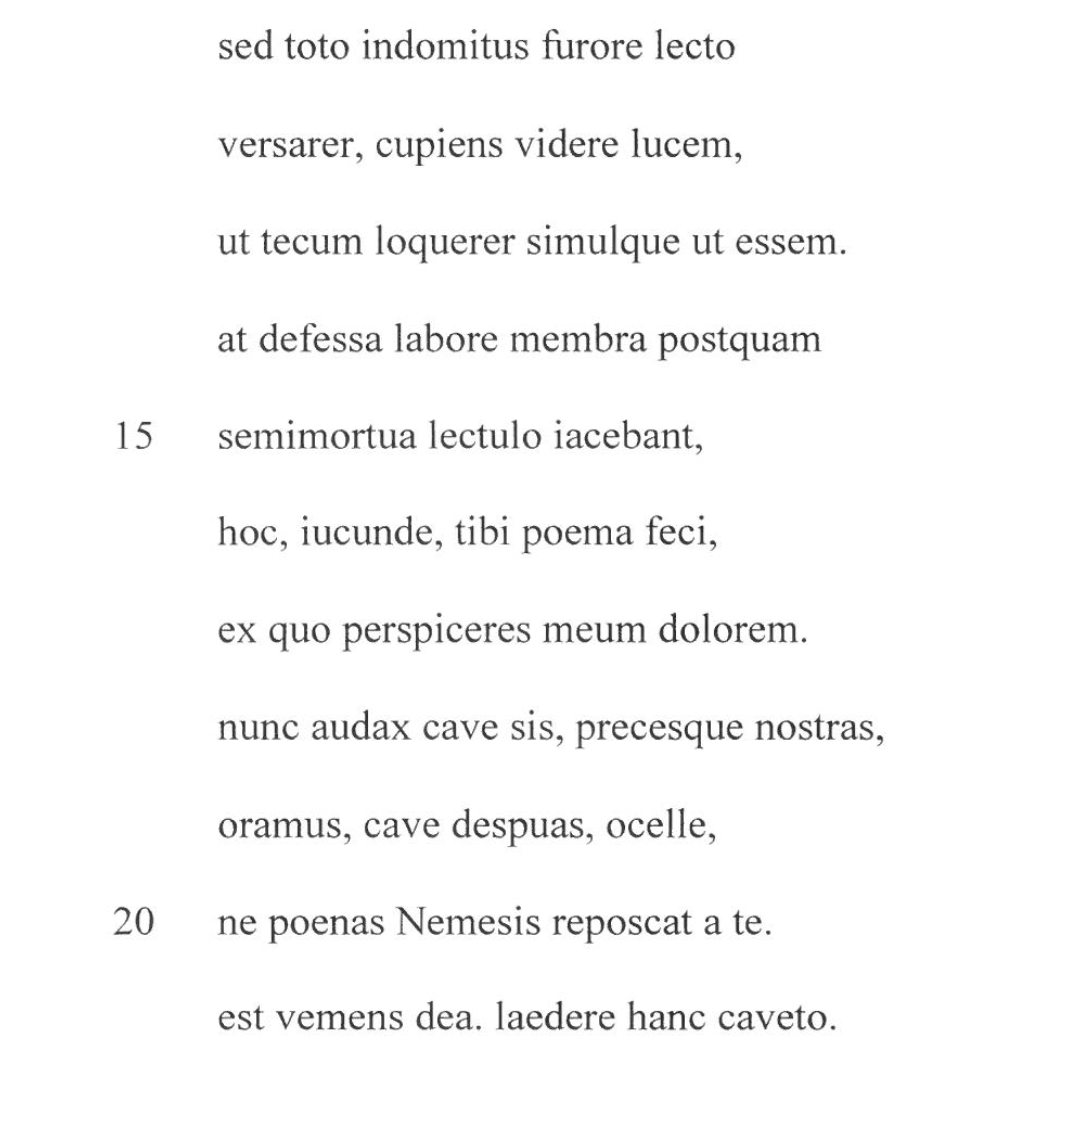 sed toto indomitus furore lecto
versarer, cupiens videre lucem,
ut tecum loquerer simulque ut essem.
at defessa labore membra postquam
15 semimortua lectulo iacebant,
hoc, iucunde, tibi poema feci,
ex quo perspiceres meum dolorem.
nunc audax cave sis, precesque nostras,
oramus, cave despuas, ocelle,
20 ne poenas Nemesis reposcat a te.
est vemens dea. laedere hanc caveto.